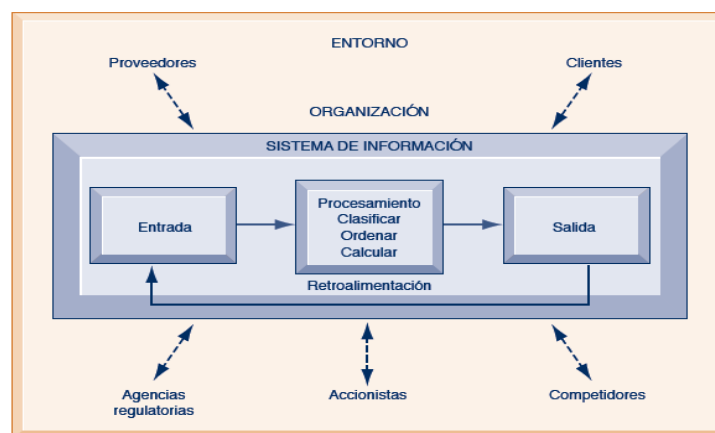 ENTORNO
Proveedores
Clientes
ORGANIZACIÓN
SISTEMA DE INFORMACIÓN
Entrada
Procesamiento
Clasificar
Ordenar
Calcular
Salida
Retroalimentación
Agencias
regulatorias
Accionistas
Competidores